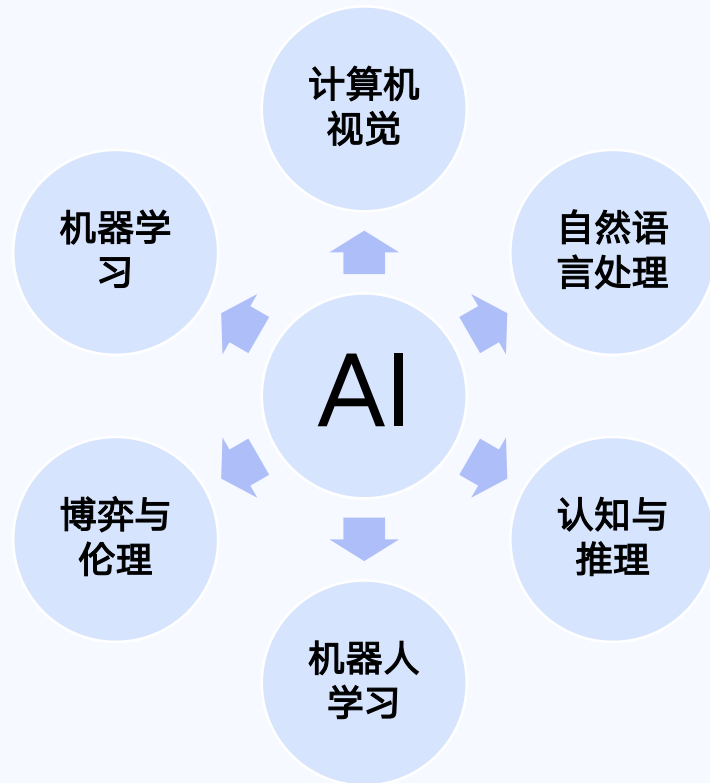 计算机
视觉
机器学
习
自然语
言处理
AI
博弈与
伦理
认知与
推理
机器人
学习